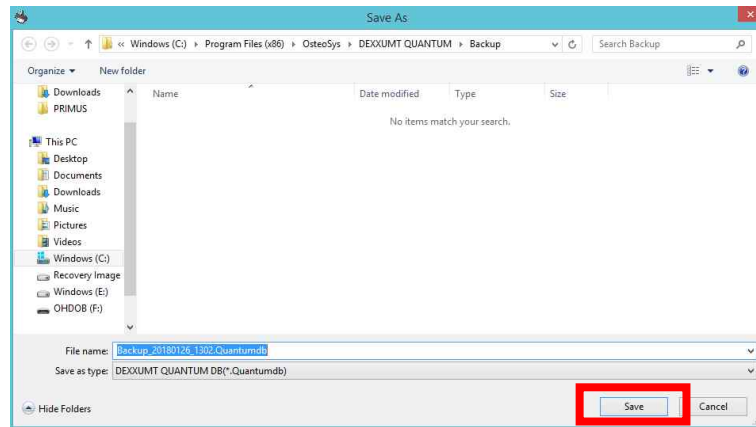 Save As
« Windows (C:) ▸ Program Files (x86) ▸ OsteoSys ▸ DEXXUMT QUANTUM ▸ Backup
Search Backup
Organize New folder
Name Date modified Type Size
No items match your search.
Downloads
PRIMUS
This PC
Desktop
Documents
Downloads
Music
Pictures
Videos
Windows (C:)
Recovery Image
Windows (E:)
OHDOB (F:)
File name: Backup_20180126_1302.Quantumdb
Save as type: DEXXUMT QUANTUM DB(*.Quantumdb)
Hide Folders Save Cancel